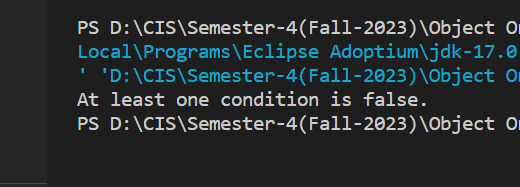 PS D:\CIS\Semester-4(Fall-2023)\Object
Local\Programs\Eclipse Adoptium\jdk-17.0
' 'D:\CIS\Semester-4(Fall-2023)\Object
At least one condition is false.
PS D:\CIS\Semester-4(Fall-2023)\Object